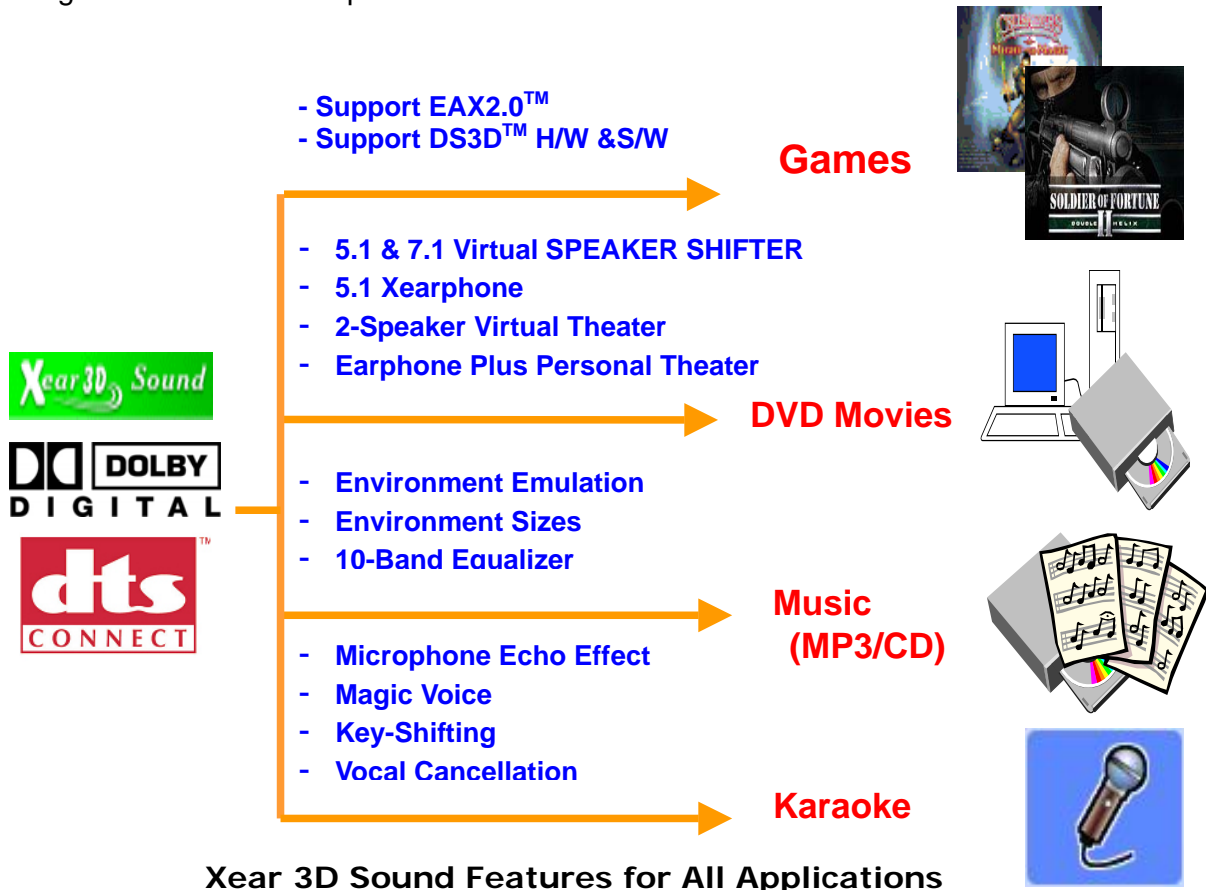 - Support EAX2.0™
- Support DS3D™ H/W &S/W
Games
SOLDIER OF FORTUNE
II
DOUBLE HELIX
- 5.1 & 7.1 Virtual SPEAKER SHIFTER
- 5.1 Xearphone
- 2-Speaker Virtual Theater
- Earphone Plus Personal Theater
Xear 3D Sound
DVD Movies
DOLBY
DIGITAL
- Environment Emulation
- Environment Sizes
- 10-Band Equalizer
dts™
CONNECT
Music
(MP3/CD)
- Microphone Echo Effect
- Magic Voice
- Key-Shifting
- Vocal Cancellation
Karaoke
Xear 3D Sound Features for All Applications